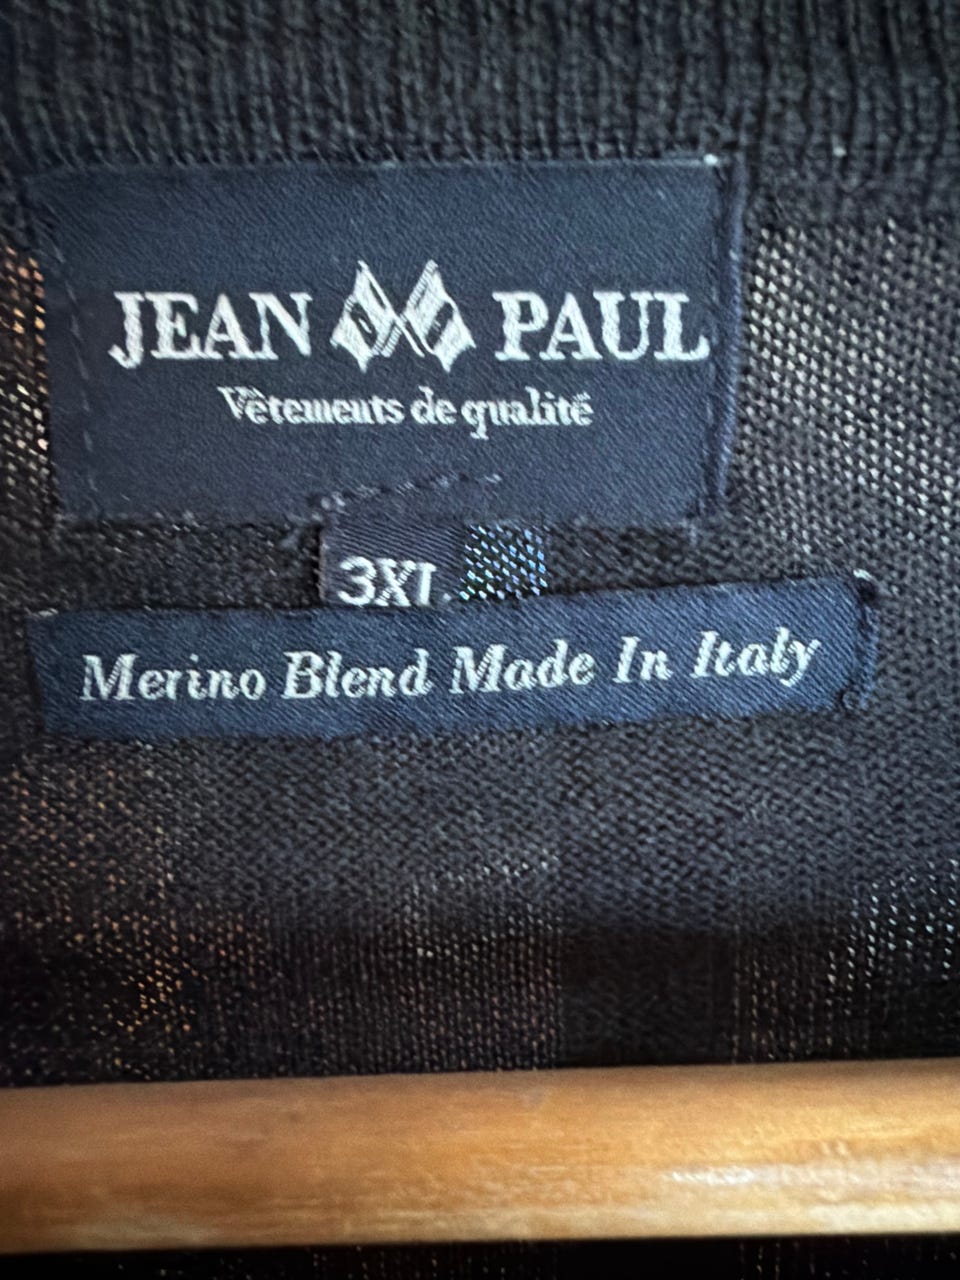 JEAN PAUL
Vêtements de qualité
3XL
Merino Blend Made In Italy